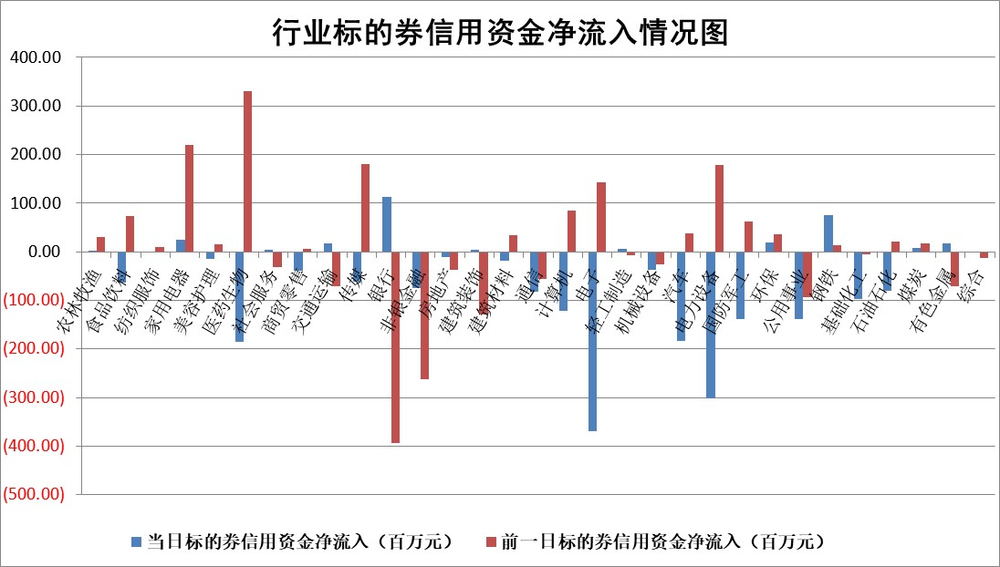 行业标的券信用资金净流入情况图
400.00
300.00
200.00
100.00
0.00
(100.00)
(200.00)
(300.00)
(400.00)
(500.00)
农林牧渔
食品饮料
纺织服饰
家用电器
美容护理
医药生物
社会服务
商贸零售
交通运输
传媒
银行
非银金融
房地产
建筑装饰
建筑材料
通信
计算机
电子
轻工制造
机械设备
汽车
电力设备
国防军工
环保
公用事业
钢铁
基础化工
石油石化
煤炭
有色金属
综合
当日标的券信用资金净流入（百万元）
前一日标的券信用资金净流入（百万元）